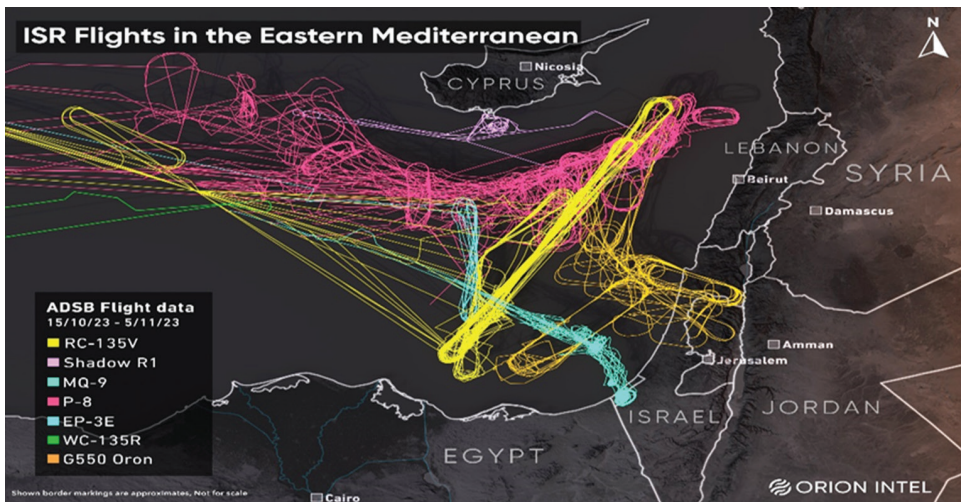 ISR Flights in the Eastern Mediterranean
N
Nicosia
CYPRUS
LEBANON
SYRIA
Beirut
Damascus
ADSB Flight data
15/10/23 - 5/11/23
RC-135V
Shadow R1
MQ-9
P-8
EP-3E
WC-135R
G550 Oron
Amman
Jerusalem
ISRAEL
JORDAN
EGYPT
Cairo
Shown border markings are approximates, Not for scale
ORION INTEL